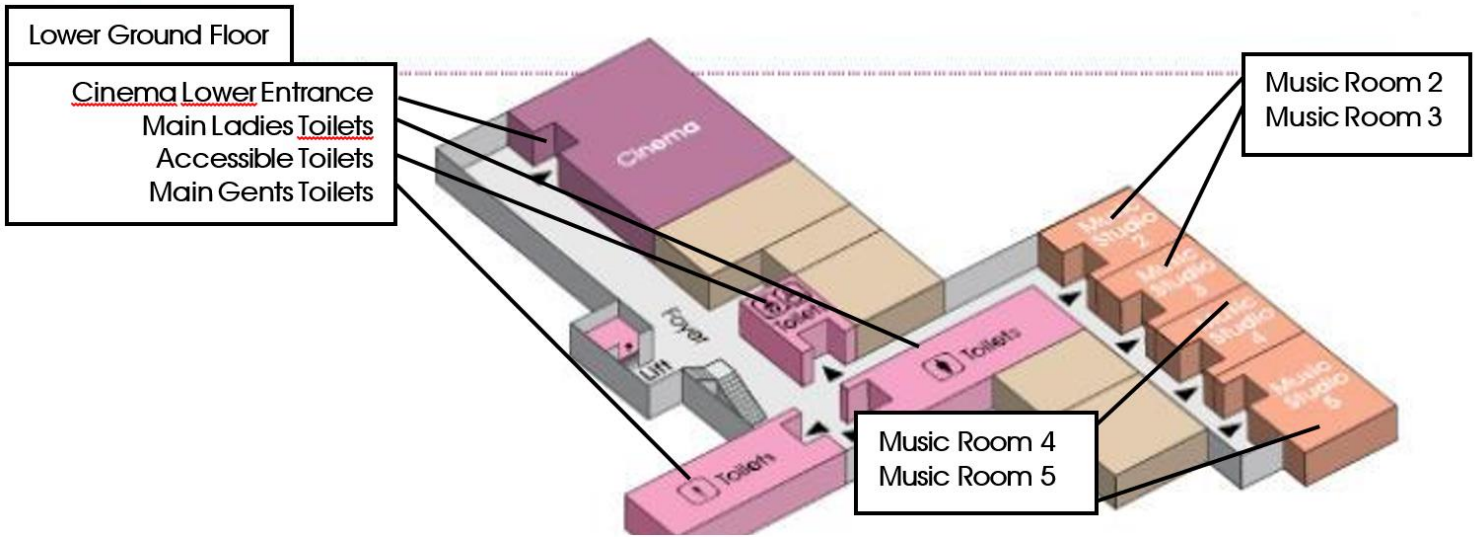 Lower Ground Floor
Cinema Lower Entrance
Main Ladies Toilets
Accessible Toilets
Main Gents Toilets
Music Room 2
Music Room 3
Cinema
Music
Studio
2
Music
Studio
3
Music
Studio
4
Music
Studio
5
Foyer
Toilets
Lift
Toilets
Toilets
Music Room 4
Music Room 5